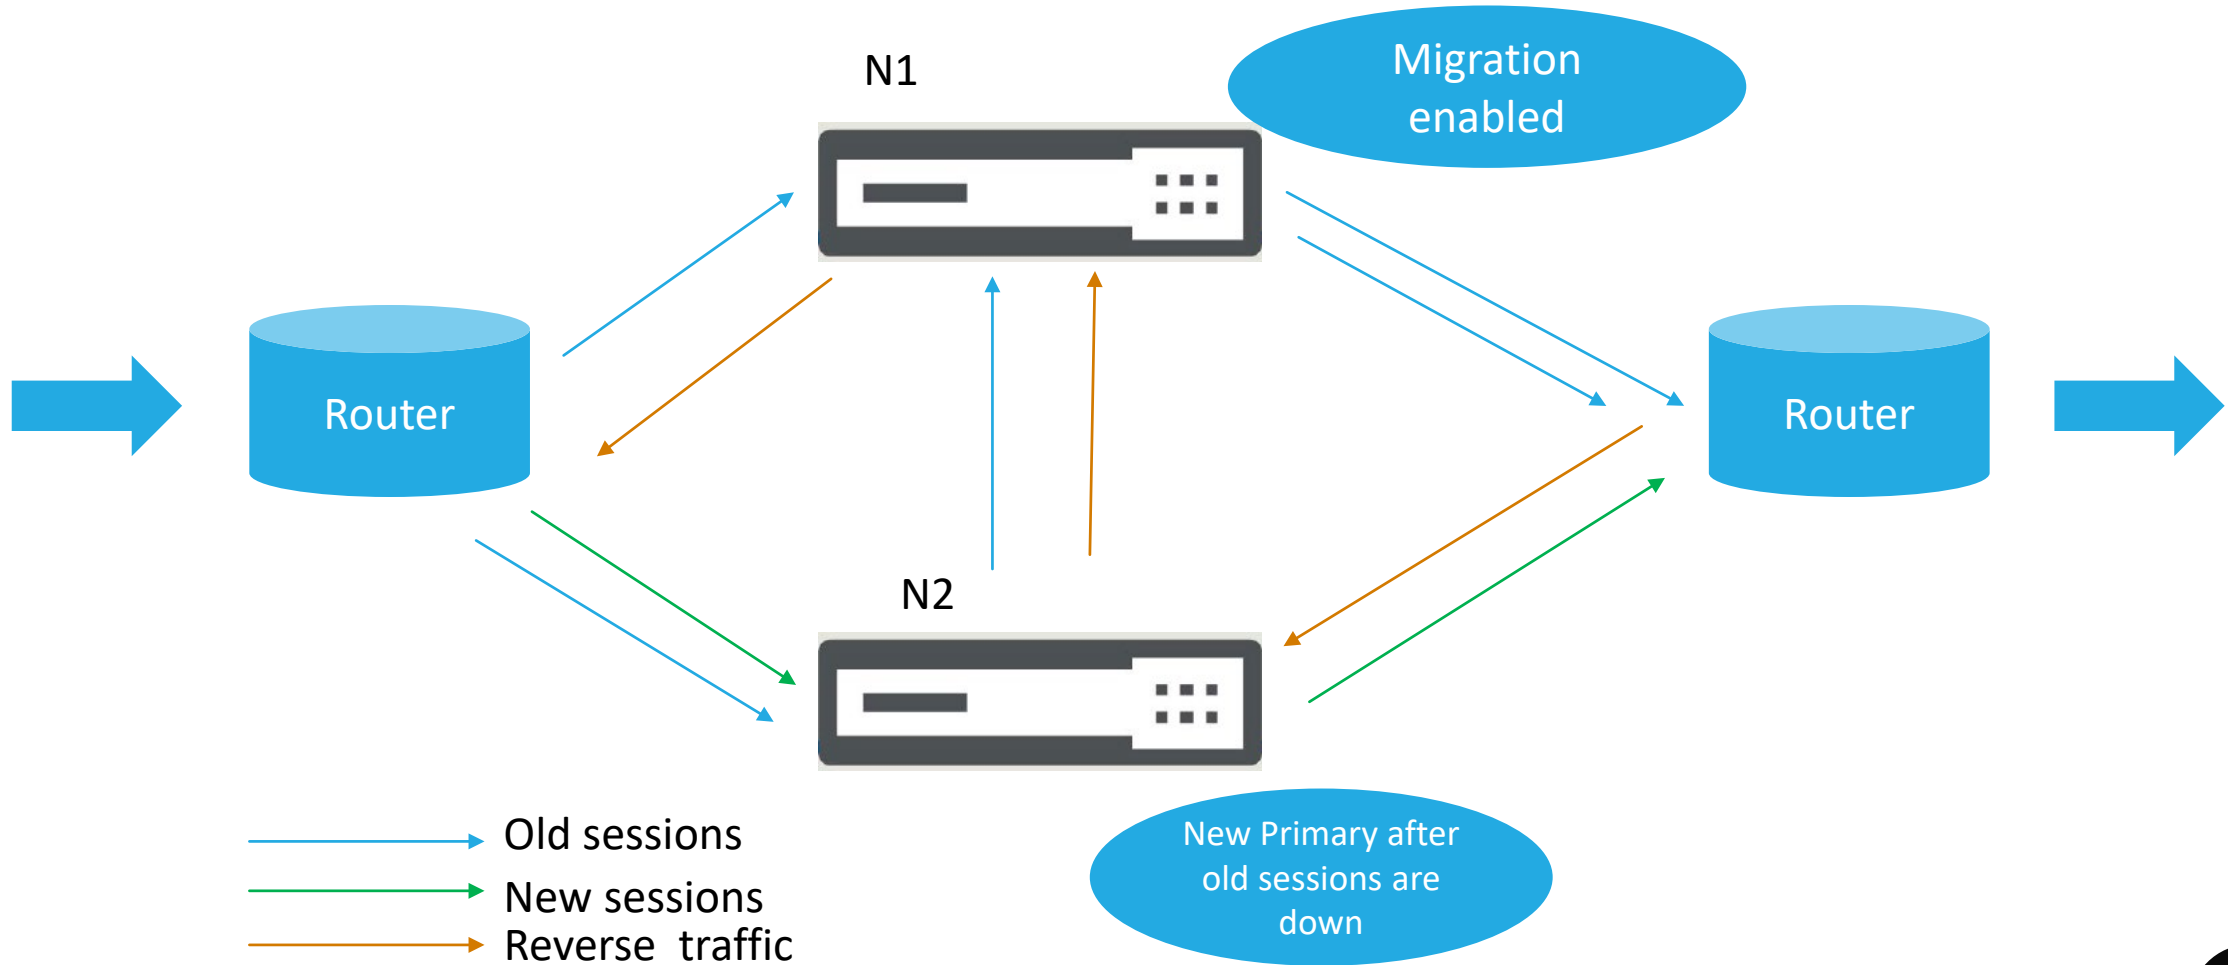 N1
Migration
enabled
Router
Router
N2
New Primary after
old sessions are
down
Old sessions
New sessions
Reverse traffic